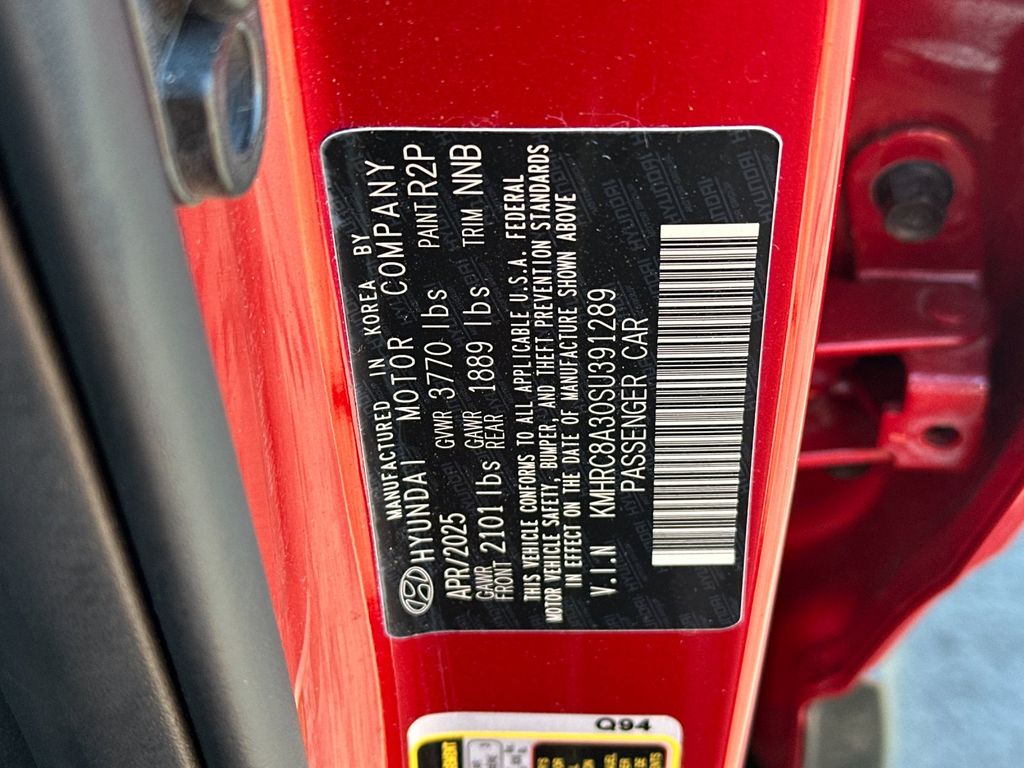 MANUFACTURED IN KOREA BY
HYUNDAI MOTOR COMPANY
APR/2025 GVWR 3770 lbs PAINT R2P
GAWR FRONT 2101 lbs GAWR REAR 1889 lbs TRIM NNB
THIS VEHICLE CONFORMS TO ALL APPLICABLE U.S.A. FEDERAL
MOTOR VEHICLE SAFETY, BUMPER, AND THEFT PREVENTION STANDARDS
IN EFFECT ON THE DATE OF MANUFACTURE SHOWN ABOVE
V.I.N KMHRC8A30SU391289
PASSENGER CAR
Q94